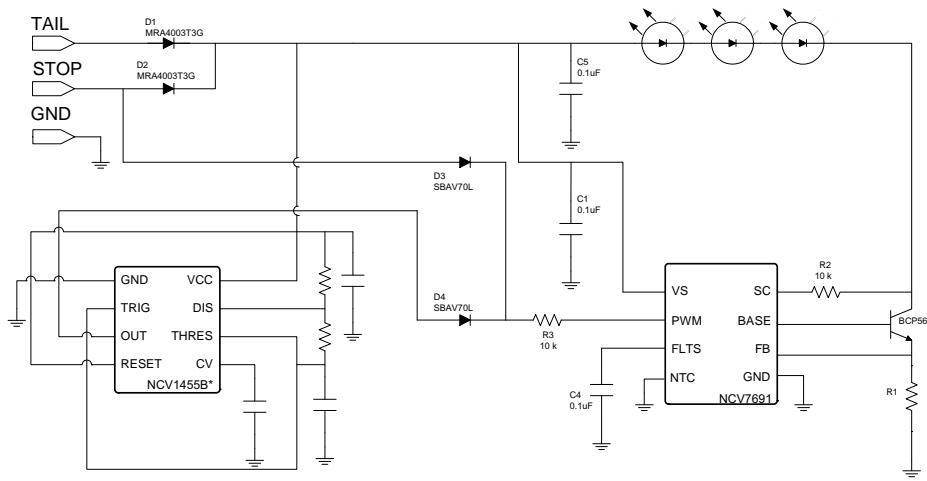 TAIL
D1
MRA4003T3G
STOP
D2
MRA4003T3G
GND
C5
0.1uF
D3
SBAV70L
C1
0.1uF
GND
VCC
TRIG
DIS
OUT
THRES
RESET
CV
NCV1455B*
D4
SBAV70L
R3
10 k
C4
0.1uF
VS
SC
PWM
BASE
FLTS
FB
NTC
GND
NCV7691
R2
10 k
BCP56
R1